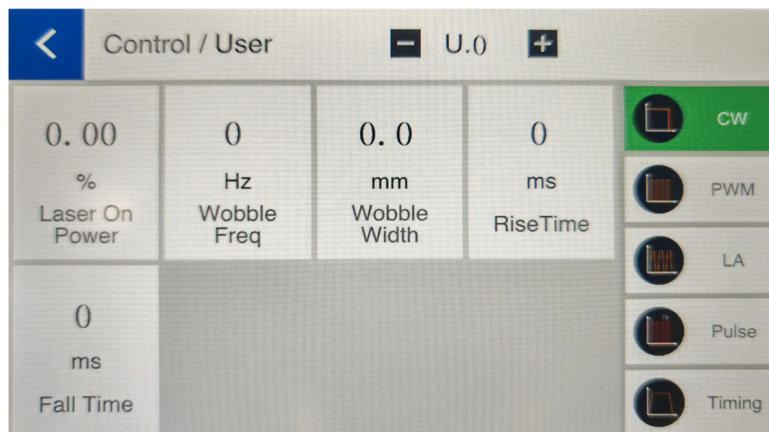 Control / User
U.0
0.00
%
Laser On
Power
0
Hz
Wobble
Freq
0.0
mm
Wobble
Width
0
ms
RiseTime
0
ms
Fall Time
CW
PWM
LA
Pulse
Timing